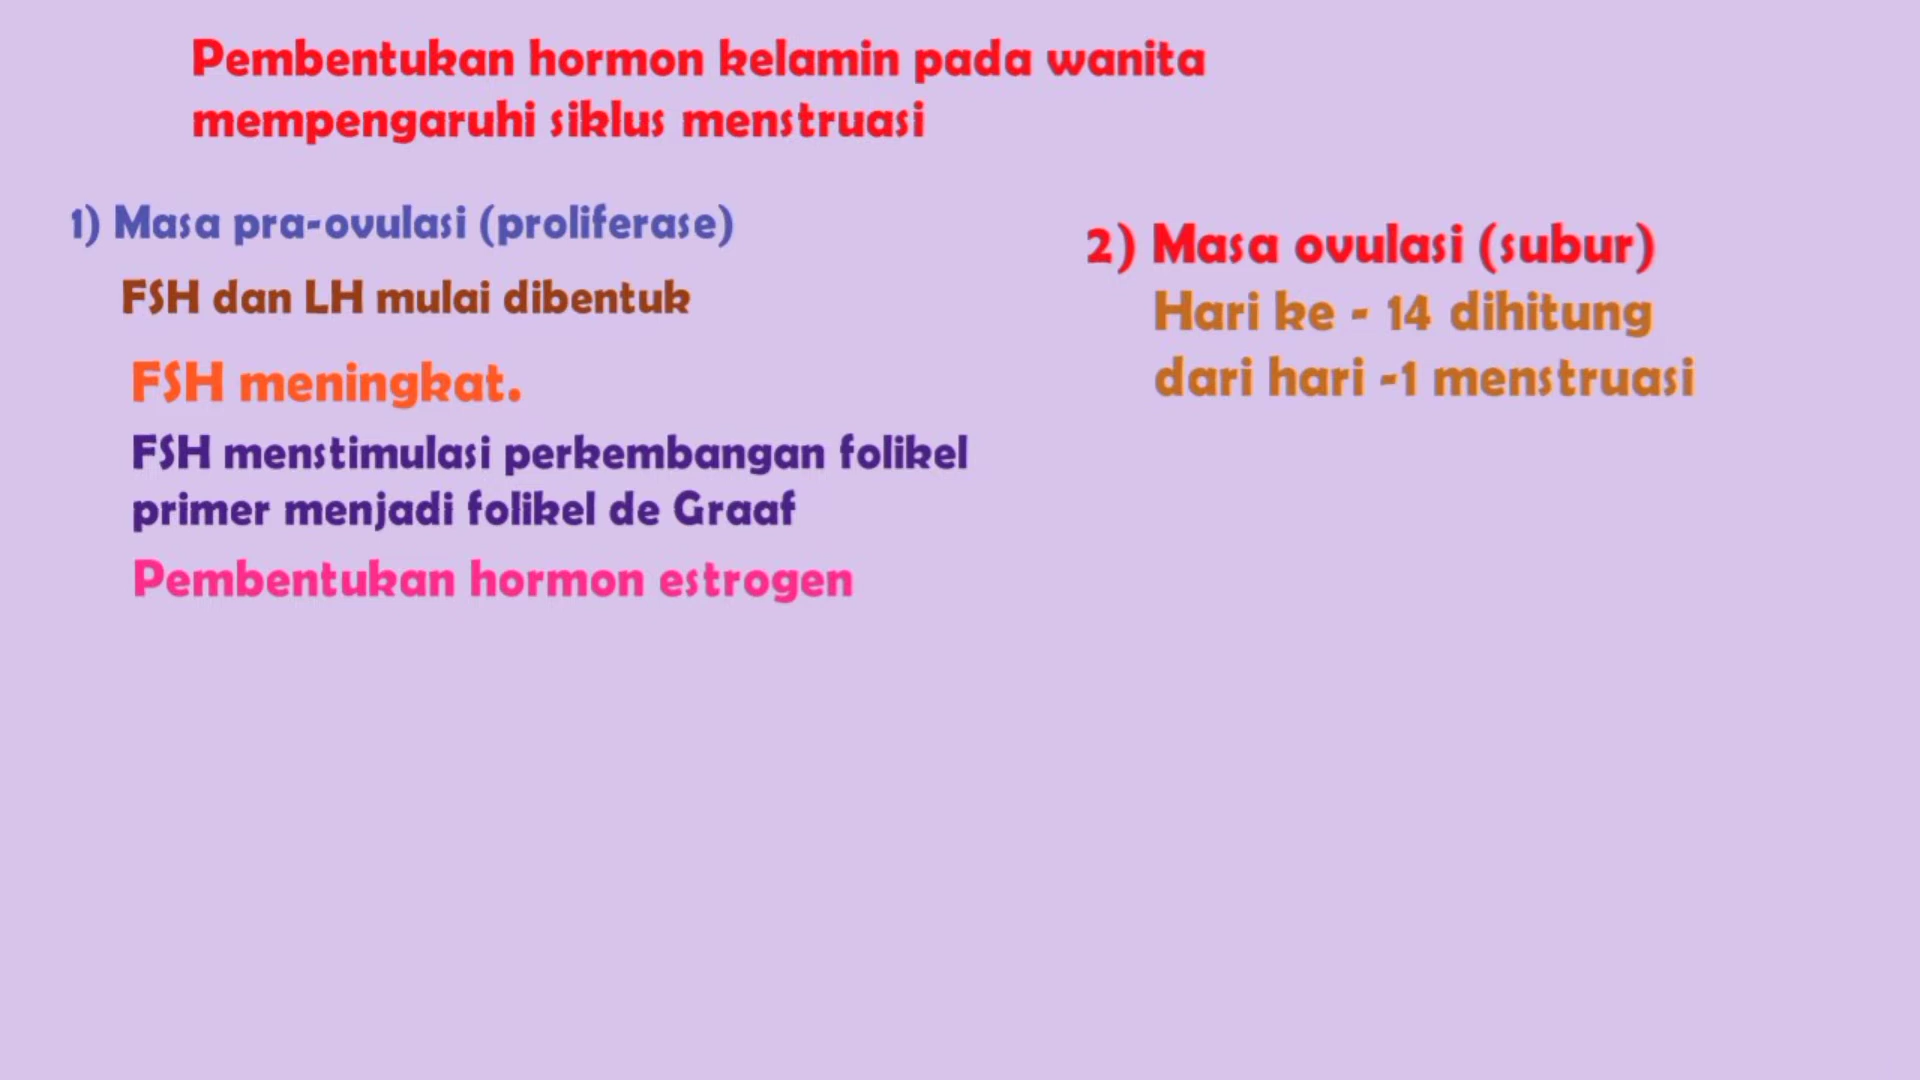 Pembentukan hormon kelamin pada wanita
mempengaruhi siklus menstruasi
1) Masa pra-ovulasi (proliferase)
FSH dan LH mulai dibentuk
FSH meningkat.
FSH menstimulasi perkembangan folikel
primer menjadi folikel de Graaf
Pembentukan hormon estrogen
2) Masa ovulasi (subur)
Hari ke - 14 dihitung
dari hari -1 menstruasi